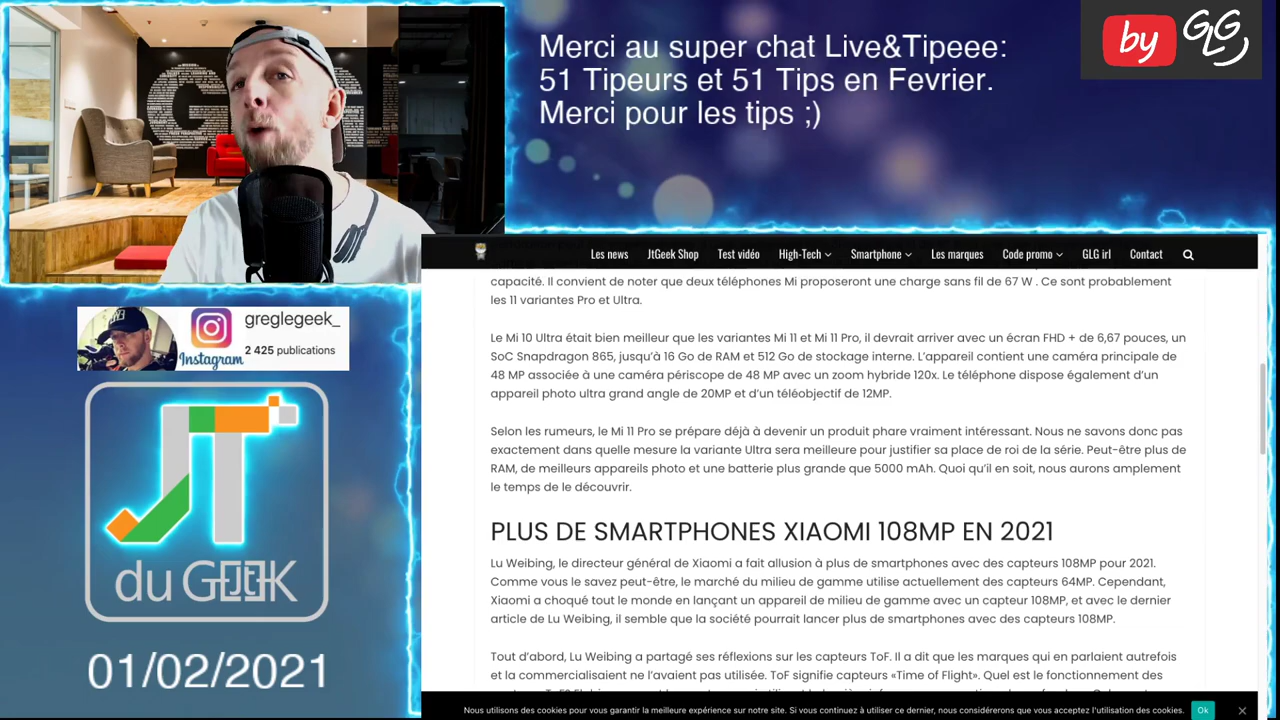 Merci au super chat Live&Tipeee:
51 Tipeurs et 51 Tip- en Fevrier.
Merci pour les tips ;
by GLG
greglegeek_
2 425 publications
Instagram
JT
du GEEK
01/02/2021
Les news JtGeek Shop Test vidéo High-Tech Smartphone Les marques Code promo GLG irl Contact
capacité. Il convient de noter que deux téléphones Mi proposeront une charge sans fil de 67 W . Ce sont probablement
les 11 variantes Pro et Ultra.
Le Mi 10 Ultra était bien meilleur que les variantes Mi 11 et Mi 11 Pro, il devrait arriver avec un écran FHD + de 6,67 pouces, un
SoC Snapdragon 865, jusqu'à 16 Go de RAM et 512 Go de stockage interne. L'appareil contient une caméra principale de
48 MP associée à une caméra périscope de 48 MP avec un zoom hybride 120x. Le téléphone dispose également d'un
appareil photo ultra grand angle de 20MP et d'un téléobjectif de 12MP.
Selon les rumeurs, le Mi 11 Pro se prépare déjà à devenir un produit phare vraiment intéressant. Nous ne savons donc pas
exactement dans quelle mesure la variante Ultra sera meilleure pour justifier sa place de roi de la série. Peut-être plus de
RAM, de meilleurs appareils photo et une batterie plus grande que 5000 mAh. Quoi qu'il en soit, nous aurons amplement
le temps de le découvrir.
PLUS DE SMARTPHONES XIAOMI 108MP EN 2021
Lu Weibing, le directeur général de Xiaomi a fait allusion à plus de smartphones avec des capteurs 108MP pour 2021.
Comme vous le savez peut-être, le marché du milieu de gamme utilise actuellement des capteurs 64MP. Cependant,
Xiaomi a choqué tout le monde en lançant un appareil de milieu de gamme avec un capteur 108MP, et avec le dernier
article de Lu Weibing, il semble que la société pourrait lancer plus de smartphones avec des capteurs 108MP.
Tout d'abord, Lu Weibing a partagé ses réflexions sur les capteurs ToF. Il a dit que les marques qui en parlaient autrefois
et la commercialisaient ne l'avaient pas utilisée. ToF signifie capteurs «Time of Flight». Quel est le fonctionnement des
Nous utilisons des cookies pour vous garantir la meilleure expérience sur notre site. Si vous continuez à utiliser ce dernier, nous considérerons que vous acceptez l'utilisation des cookies. Ok